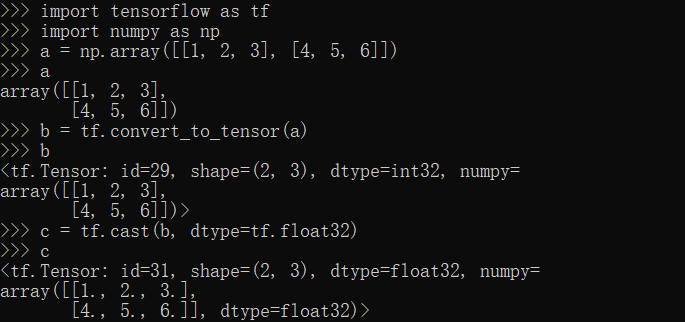 >>> import tensorflow as tf
>>> import numpy as np
>>> a = np.array([[1, 2, 3], [4, 5, 6]])
>>> a
array([[1, 2, 3],
       [4, 5, 6]])
>>> b = tf.convert_to_tensor(a)
>>> b
<tf.Tensor: id=29, shape=(2, 3), dtype=int32, numpy=
array([[1, 2, 3],
       [4, 5, 6]])>
>>> c = tf.cast(b, dtype=tf.float32)
>>> c
<tf.Tensor: id=31, shape=(2, 3), dtype=float32, numpy=
array([[1., 2., 3.],
       [4., 5., 6.]], dtype=float32)>